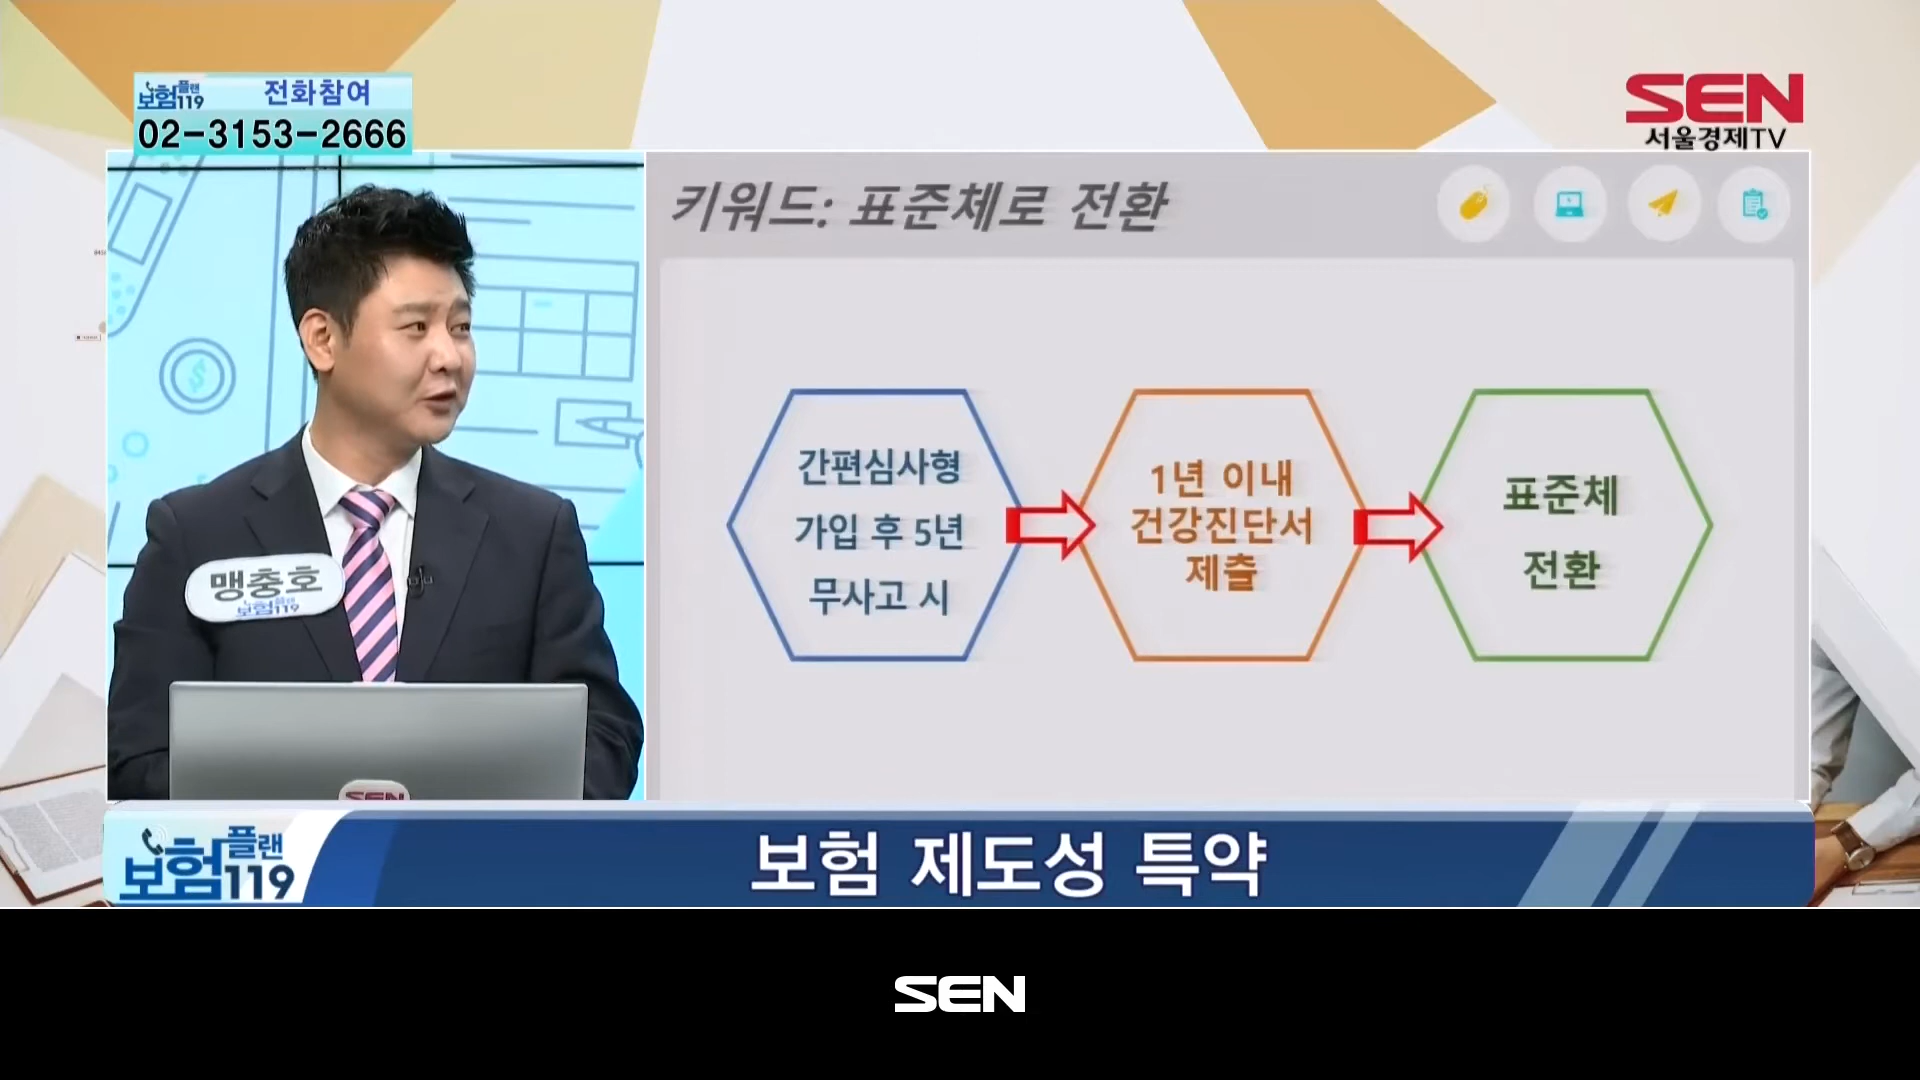 보험플랜119
전화참여
02-3153-2666
SEN
서울경제TV
키워드: 표준체로 전환
간편심사형
가입 후 5년
무사고 시
1년 이내
건강진단서
제출
표준체
전환
맹충호
보험플랜119
SEN
보험플랜119
보험 제도성 특약
SEN